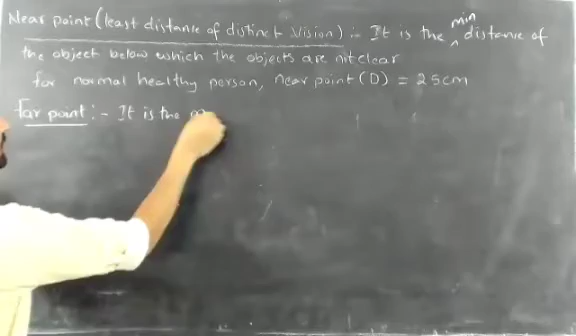 Near point (least distance of distinct vision) :- It is the min distance of
the object below which the objects are not clear
for normal healthy person, near point (D) = 25cm
far point :- It is the m